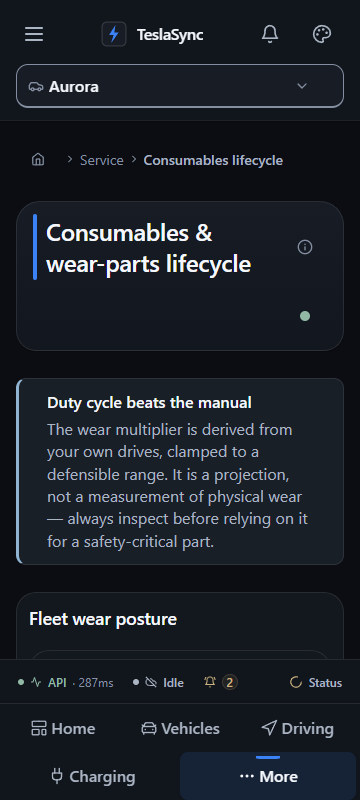 TeslaSync
Aurora
Service Consumables lifecycle
Consumables &
wear-parts lifecycle
Duty cycle beats the manual
The wear multiplier is derived from
your own drives, clamped to a
defensible range. It is a projection,
not a measurement of physical wear
— always inspect before relying on it
for a safety-critical part.
Fleet wear posture
API · 287ms Idle 2 Status
Home Vehicles Driving
Charging More